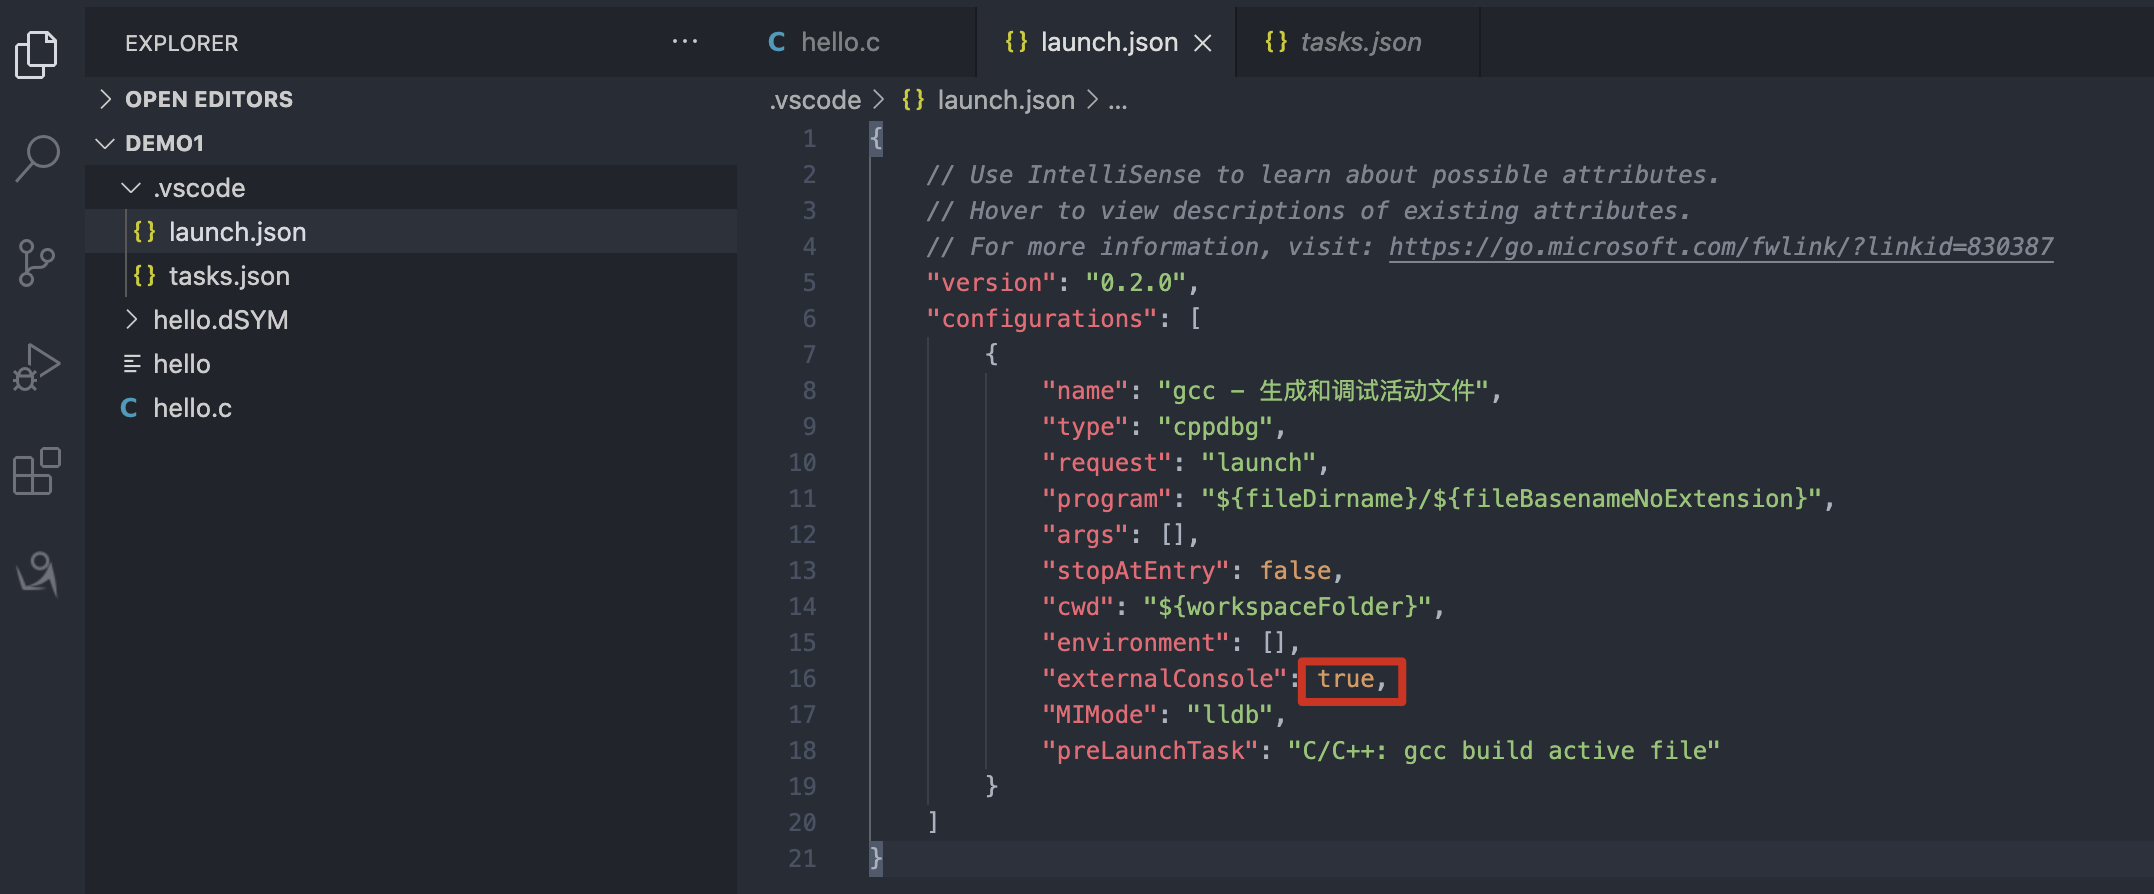 EXPLORER
OPEN EDITORS
DEMO1
.vscode
{} launch.json
{} tasks.json
hello.dSYM
hello
C hello.c
C hello.c
{} launch.json
{} tasks.json
.vscode > {} launch.json > ...
1 {
2 // Use IntelliSense to learn about possible attributes.
3 // Hover to view descriptions of existing attributes.
4 // For more information, visit: https://go.microsoft.com/fwlink/?linkid=830387
5 "version": "0.2.0",
6 "configurations": [
7 {
8 "name": "gcc - 生成和调试活动文件",
9 "type": "cppdbg",
10 "request": "launch",
11 "program": "${fileDirname}/${fileBasenameNoExtension}",
12 "args": [],
13 "stopAtEntry": false,
14 "cwd": "${workspaceFolder}",
15 "environment": [],
16 "externalConsole": true,
17 "MIMode": "lldb",
18 "preLaunchTask": "C/C++: gcc build active file"
19 }
20 ]
21 }